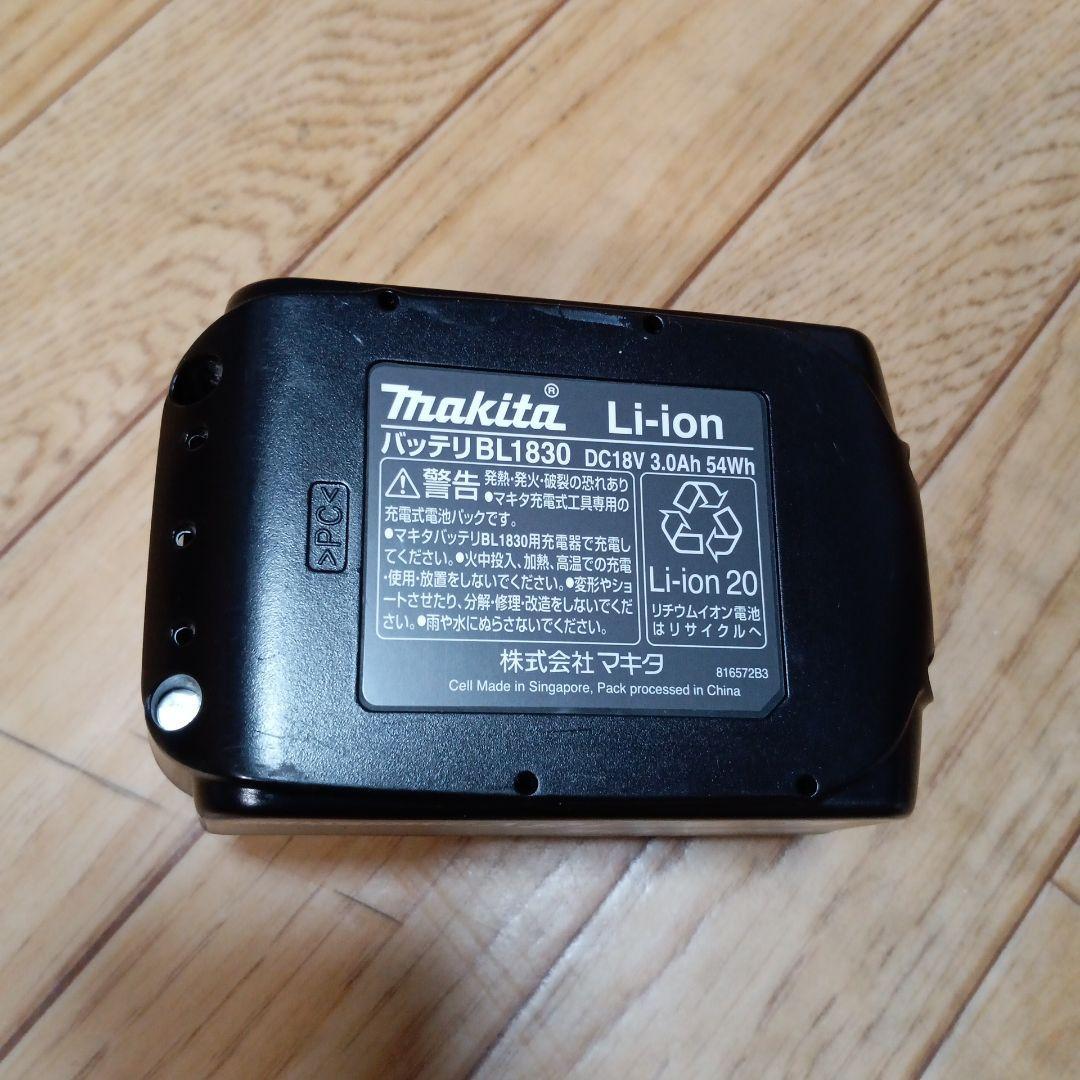 makita® Li-ion
バッテリBL1830 DC18V 3.0Ah 54Wh
警告 発熱・発火・破裂の恐れあり
●マキタ充電式工具専用の
充電式電池パックです。
●マキタバッテリBL1830用充電器で充電し
てください。●火中投入、加熱、高温での充電
・使用・放置をしないでください。●変形やショ
ートさせたり、分解・修理・改造をしないでくだ
さい。●雨や水にぬらさないでください。
Li-ion 20
リチウムイオン電池
はリサイクルへ
株式会社マキタ
816572B3
Cell Made in Singapore, Pack processed in China
>PC<